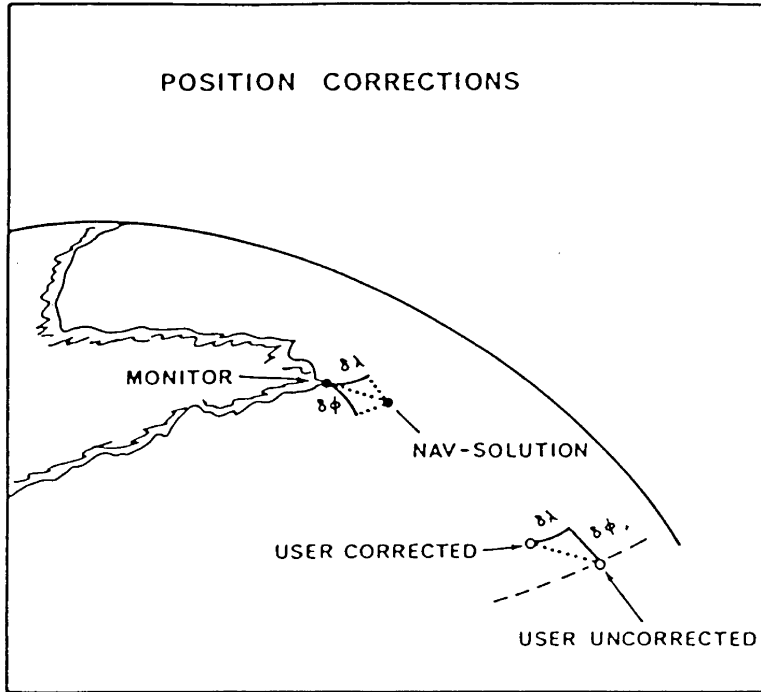 POSITION CORRECTIONS
δλ
MONITOR
δφ
NAV-SOLUTION
δλ
δφ
USER CORRECTED
USER UNCORRECTED